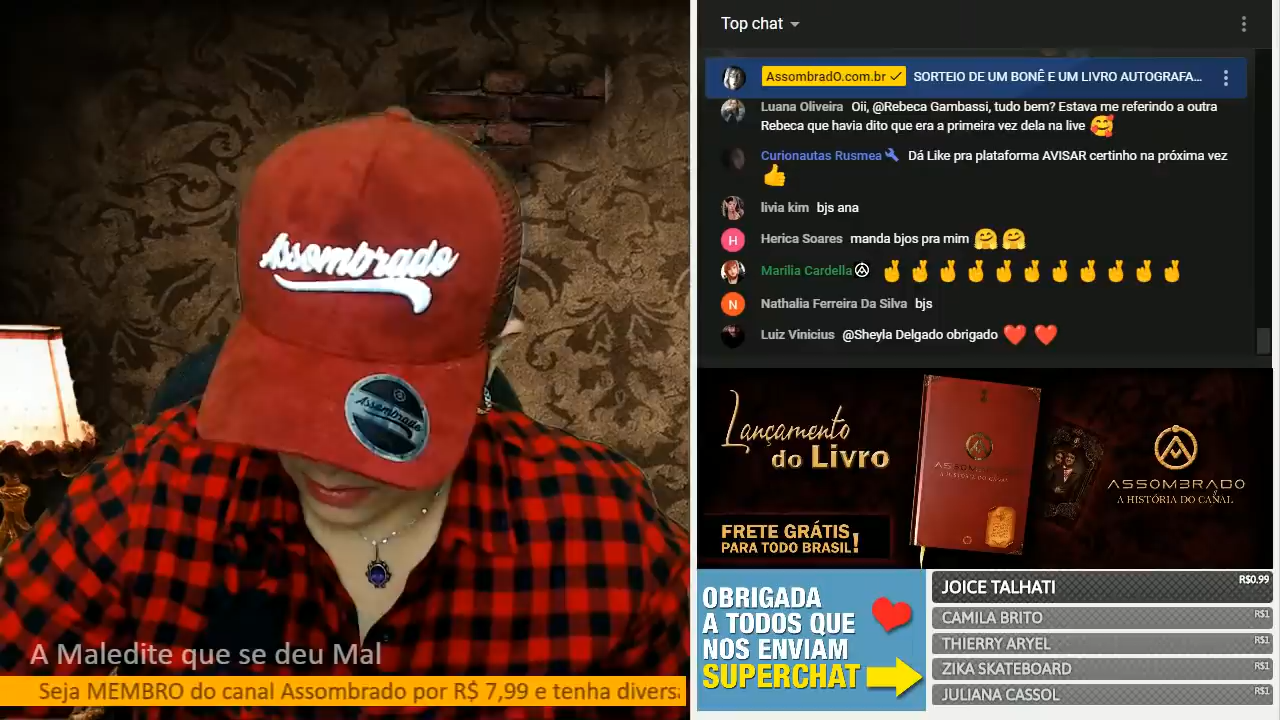 Assombrado
Assombrado
A Maledite que se deu Mal
Seja MEMBRO do canal Assombrado por R$ 7,99 e tenha divers
Top chat
AssombradO.com.br SORTEIO DE UM BONÊ E UM LIVRO AUTOGRAFA...
Luana Oliveira Oii, @Rebeca Gambassi, tudo bem? Estava me referindo a outra
Rebeca que havia dito que era a primeira vez dela na live 🥰
Curionautas Rusmea Dá Like pra plataforma AVISAR certinho na próxima vez
👍
livia kim bjs ana
H Herica Soares manda bjos pra mim 🤗 🤗
Marilia Cardella 🤞 🤞 🤞 🤞 🤞 🤞 🤞 🤞 🤞 🤞 🤞
N Nathalia Ferreira Da Silva bjs
Luiz Vinicius @Sheyla Delgado obrigado ❤️ ❤️
Lançamento
do Livro
FRETE GRÁTIS
PARA TODO BRASIL!
ASSOMBRADO
A HISTÓRIA DO CANAL
ASSOMBRADO
A HISTÓRIA DO CANAL
OBRIGADA
A TODOS QUE
NOS ENVIAM
SUPERCHAT
JOICE TALHATI R$0.99
CAMILA BRITO R$1
THIERRY ARYEL R$1
ZIKA SKATEBOARD R$1
JULIANA CASSOL R$1